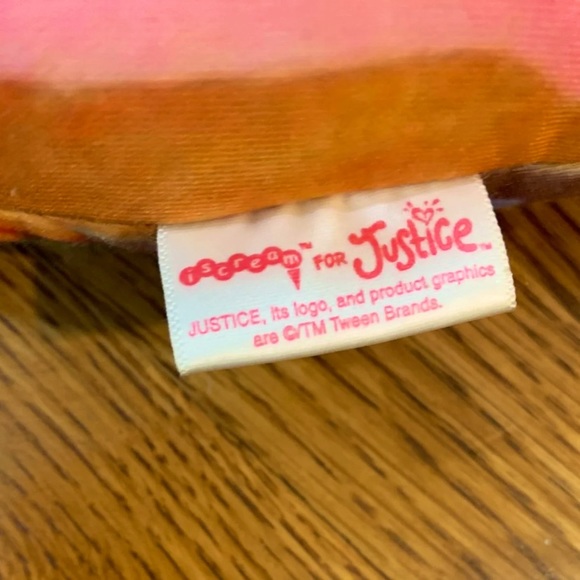 iscream™ FOR Justice™
JUSTICE, its logo, and product graphics
are ©/TM Tween Brands.